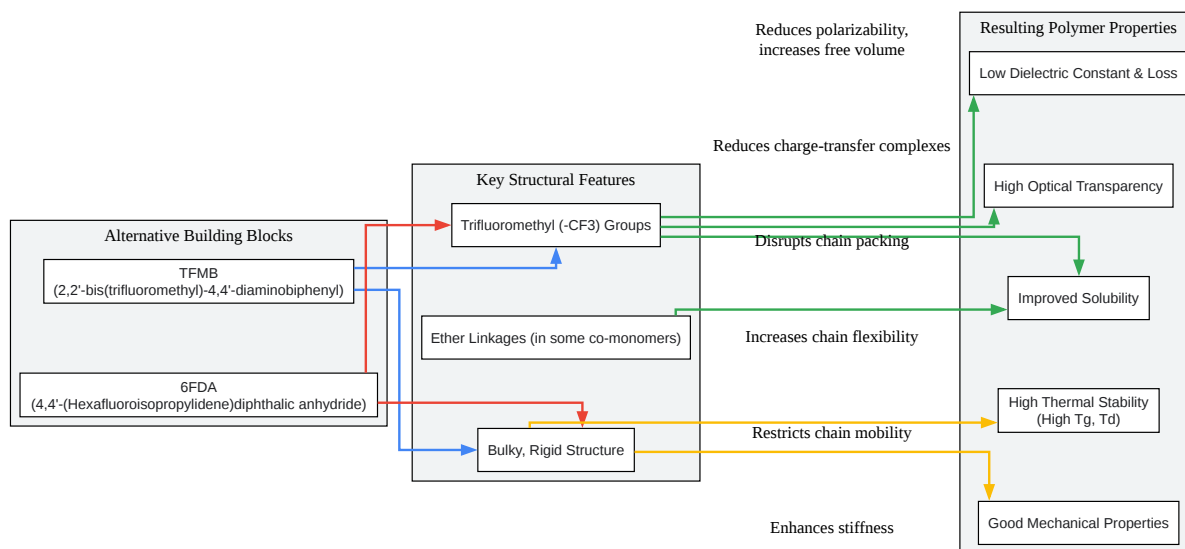 Alternative Building Blocks
TFMB
(2,2'-bis(trifluoromethyl)-4,4'-diaminobiphenyl)
6FDA
(4,4'-(Hexafluoroisopropylidene)diphthalic anhydride)
Key Structural Features
Trifluoromethyl (-CF3) Groups
Ether Linkages (in some co-monomers)
Bulky, Rigid Structure
Reduces polarizability,
increases free volume
Reduces charge-transfer complexes
Disrupts chain packing
Increases chain flexibility
Restricts chain mobility
Enhances stiffness
Resulting Polymer Properties
Low Dielectric Constant & Loss
High Optical Transparency
Improved Solubility
High Thermal Stability
(High Tg, Td)
Good Mechanical Properties